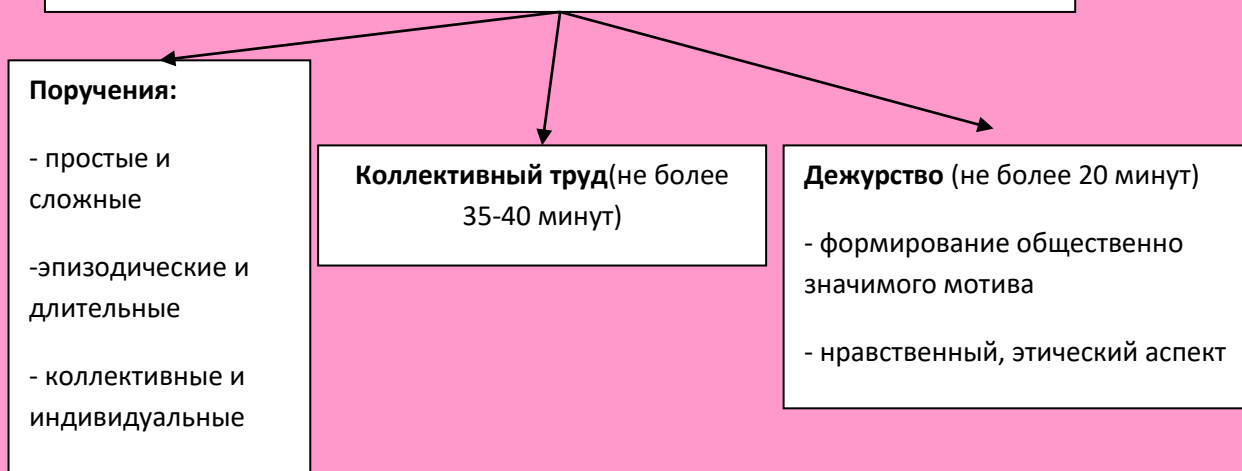 Поручения:
- простые и
сложные
-эпизодические и
длительные
- коллективные и
индивидуальные
Коллективный труд(не более
35-40 минут)
Дежурство (не более 20 минут)
- формирование общественно
значимого мотива
- нравственный, этический аспект